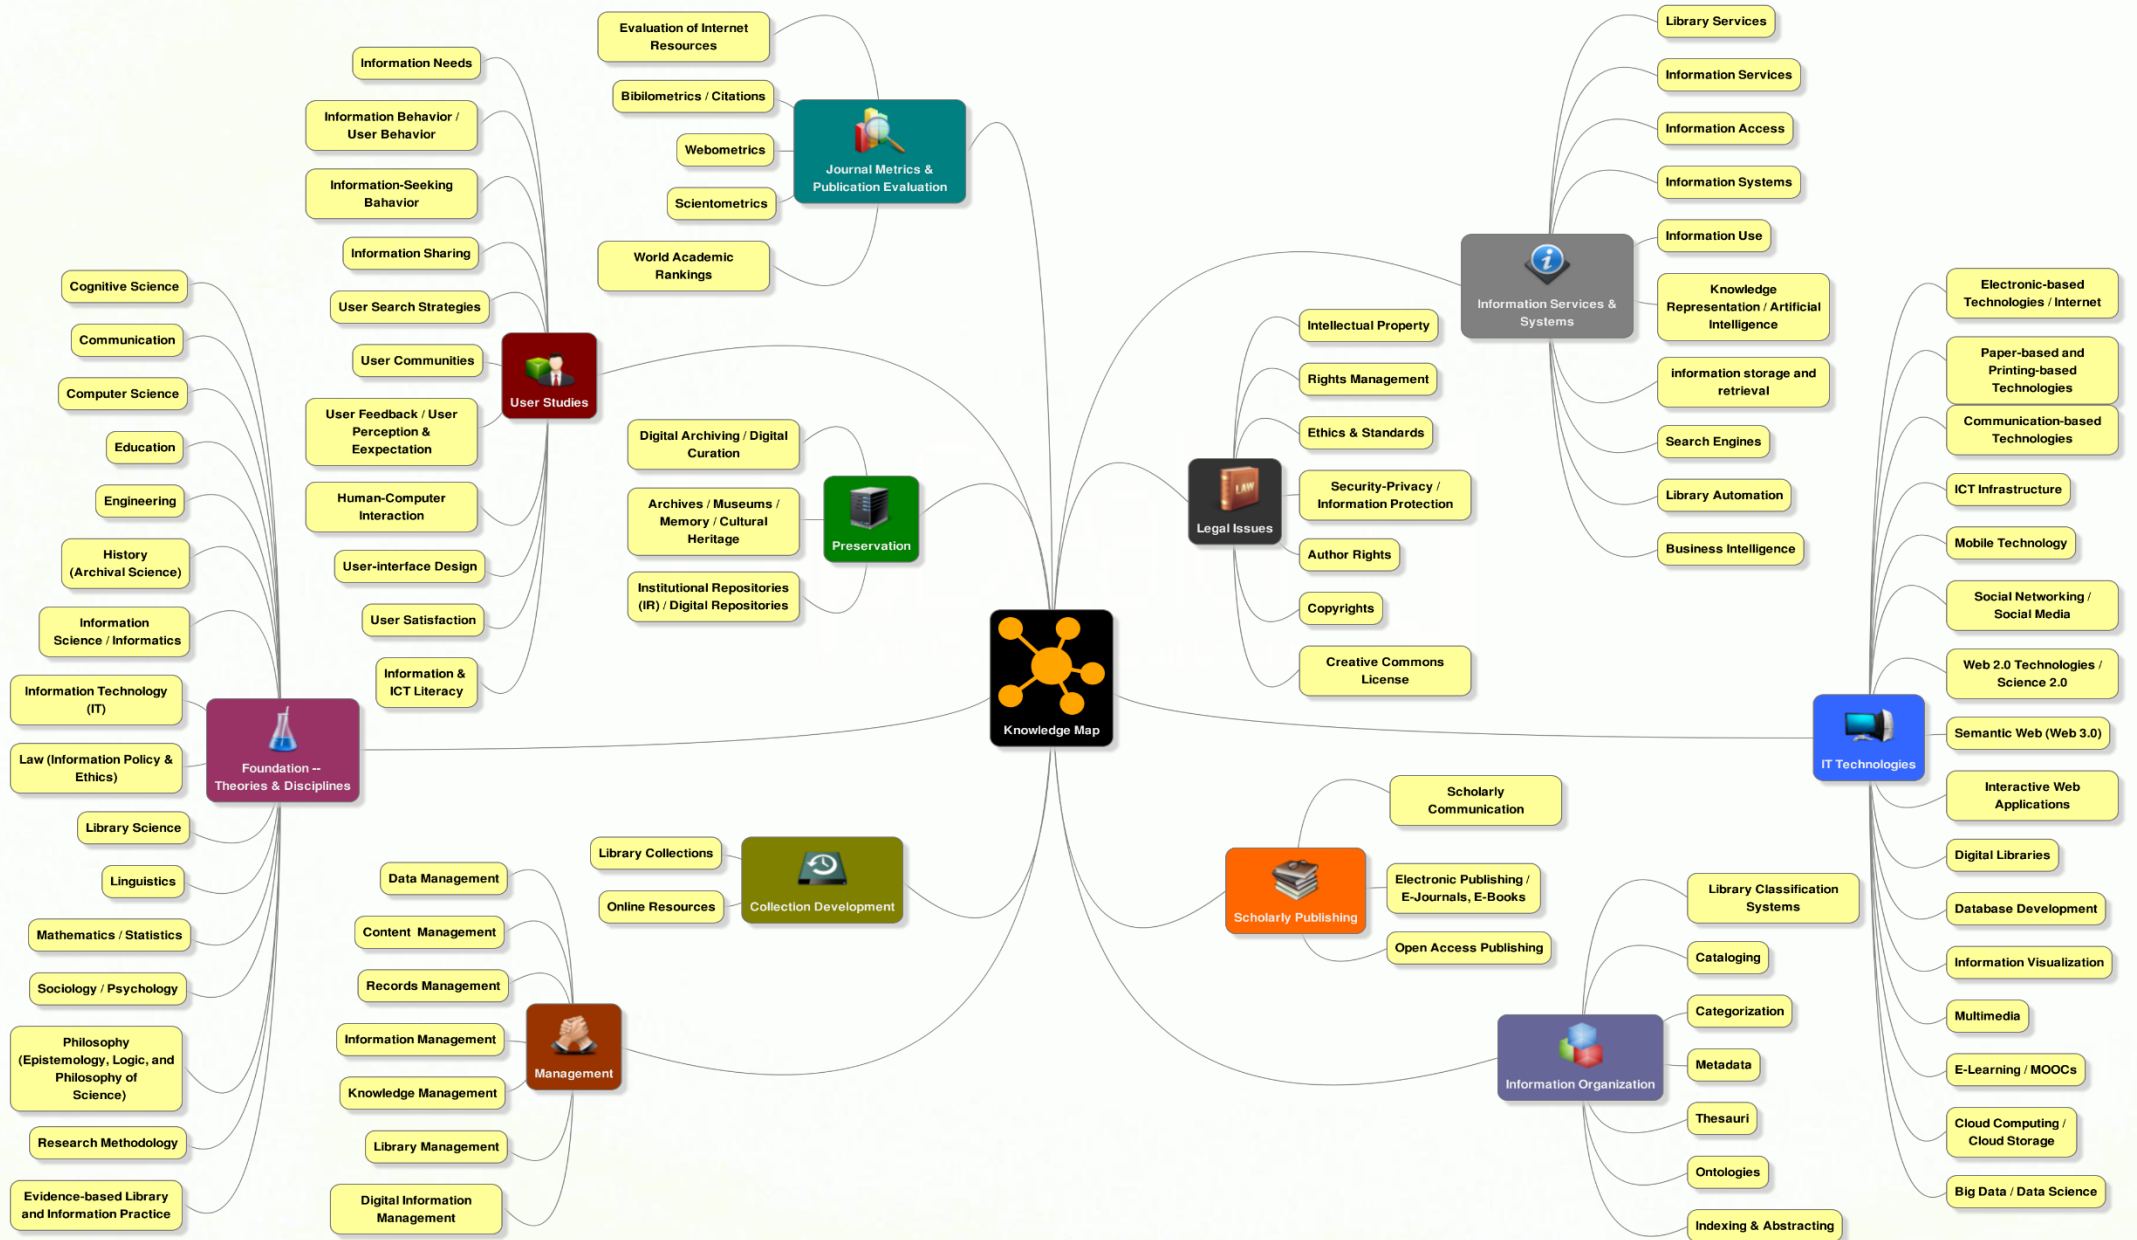 Knowledge Map
Journal Metrics &
Publication Evaluation
Evaluation of Internet
Resources
Bibilometrics / Citations
Webometrics
Scientometrics
World Academic
Rankings
User Studies
Information Needs
Information Behavior /
User Behavior
Information-Seeking
Bahavior
Information Sharing
User Search Strategies
User Communities
User Feedback / User
Perception &
Eexpectation
Human-Computer
Interaction
User-interface Design
User Satisfaction
Information &
ICT Literacy
Preservation
Digital Archiving / Digital
Curation
Archives / Museums /
Memory / Cultural
Heritage
Institutional Repositories
(IR) / Digital Repositories
Foundation --
Theories & Disciplines
Cognitive Science
Communication
Computer Science
Education
Engineering
History
(Archival Science)
Information
Science / Informatics
Information Technology
(IT)
Law (Information Policy &
Ethics)
Library Science
Linguistics
Mathematics / Statistics
Sociology / Psychology
Philosophy
(Epistemology, Logic, and
Philosophy of
Science)
Research Methodology
Evidence-based Library
and Information Practice
Collection Development
Library Collections
Online Resources
Management
Data Management
Content  Management
Records Management
Information Management
Knowledge Management
Library Management
Digital Information
Management
Information Services &
Systems
Library Services
Information Services
Information Access
Information Systems
Information Use
Knowledge
Representation / Artificial
Intelligence
information storage and
retrieval
Search Engines
Library Automation
Business Intelligence
LAW
Legal Issues
Intellectual Property
Rights Management
Ethics & Standards
Security-Privacy /
Information Protection
Author Rights
Copyrights
Creative Commons
License
IT Technologies
Electronic-based
Technologies / Internet
Paper-based and
Printing-based
Technologies
Communication-based
Technologies
ICT Infrastructure
Mobile Technology
Social Networking /
Social Media
Web 2.0 Technologies /
Science 2.0
Semantic Web (Web 3.0)
Interactive Web
Applications
Digital Libraries
Database Development
Information Visualization
Multimedia
E-Learning / MOOCs
Cloud Computing /
Cloud Storage
Big Data / Data Science
Scholarly Publishing
Scholarly
Communication
Electronic Publishing /
E-Journals, E-Books
Open Access Publishing
Information Organization
Library Classification
Systems
Cataloging
Categorization
Metadata
Thesauri
Ontologies
Indexing & Abstracting